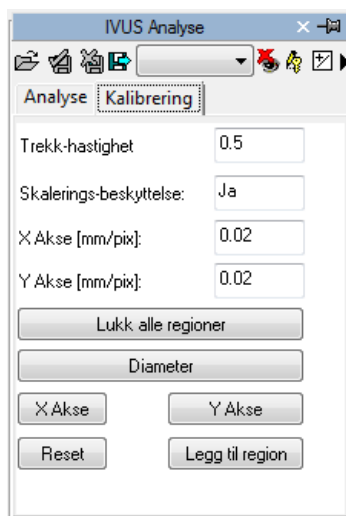 IVUS Analyse
Analyse Kalibrering
Trekk-hastighet 0.5
Skalerings-beskyttelse: Ja
X Akse [mm/pix]: 0.02
Y Akse [mm/pix]: 0.02
Lukk alle regioner
Diameter
X Akse Y Akse
Reset Legg til region